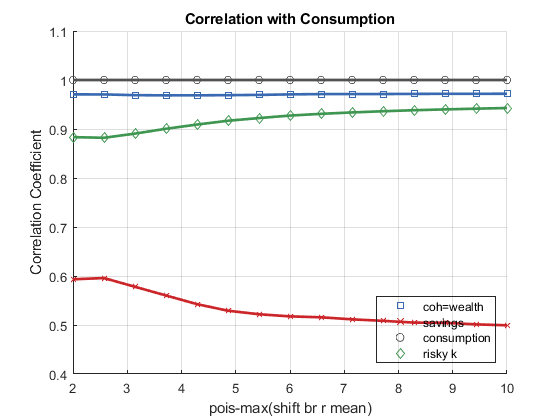 Correlation with Consumption
Correlation Coefficient
1.1
1
0.9
0.8
0.7
0.6
0.5
0.4
2
3
4
5
6
7
8
9
10
pois-max(shift br r mean)
coh=wealth
savings
consumption
risky k